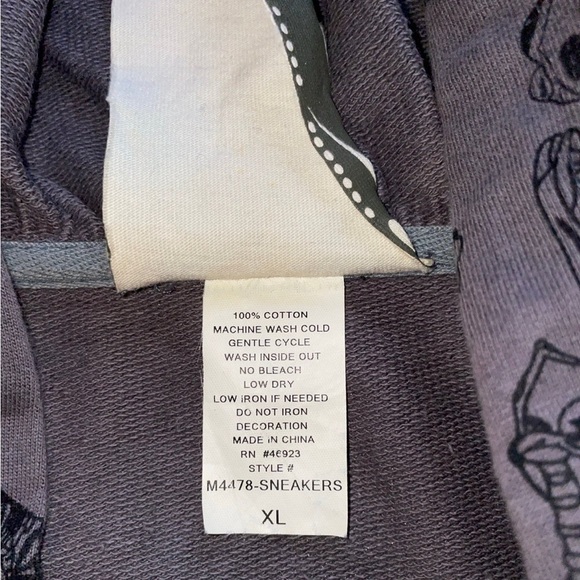 100% COTTON
MACHINE WASH COLD
GENTLE CYCLE
WASH INSIDE OUT
NO BLEACH
LOW DRY
LOW IRON IF NEEDED
DO NOT IRON
DECORATION
MADE IN CHINA
RN #46923
STYLE #
M4478-SNEAKERS
XL